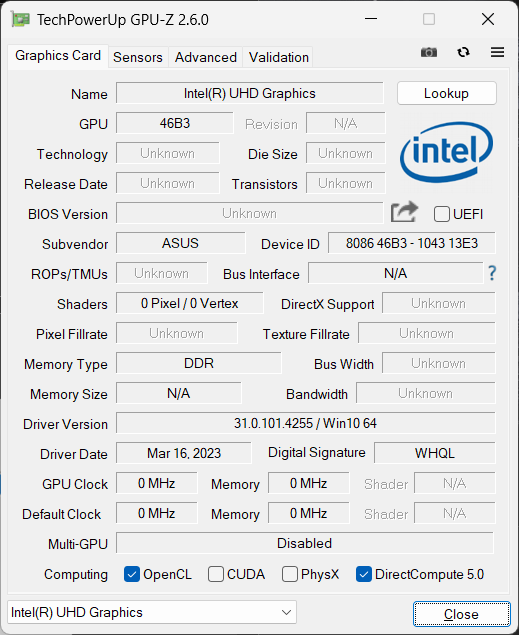 TechPowerUp GPU-Z 2.6.0
Graphics Card Sensors Advanced Validation
Name Intel(R) UHD Graphics Lookup
GPU 46B3 Revision N/A
intel
Technology Unknown Die Size Unknown
Release Date Unknown Transistors Unknown
BIOS Version Unknown UEFI
Subvendor ASUS Device ID 8086 46B3 - 1043 13E3
ROPs/TMUs Unknown Bus Interface N/A ?
Shaders 0 Pixel / 0 Vertex DirectX Support Unknown
Pixel Fillrate Unknown Texture Fillrate Unknown
Memory Type DDR Bus Width Unknown
Memory Size N/A Bandwidth Unknown
Driver Version 31.0.101.4255 / Win10 64
Driver Date Mar 16, 2023 Digital Signature WHQL
GPU Clock 0 MHz Memory 0 MHz Shader N/A
Default Clock 0 MHz Memory 0 MHz Shader N/A
Multi-GPU Disabled
Computing OpenCL CUDA PhysX DirectCompute 5.0
Intel(R) UHD Graphics Close